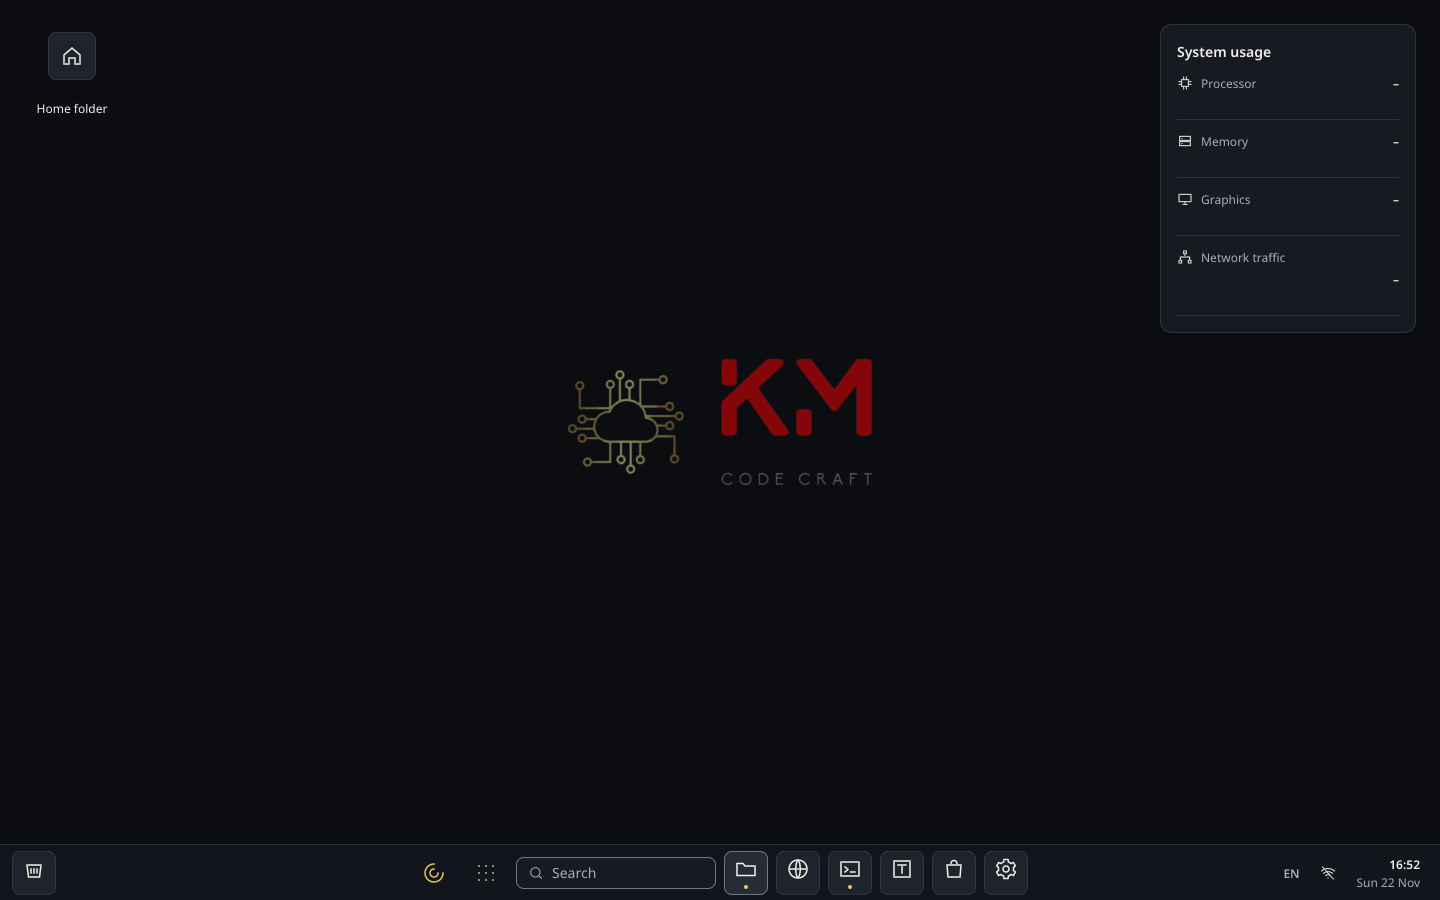 Home folder
System usage
Processor –
Memory –
Graphics –
Network traffic
–
KM
CODE CRAFT
Search
EN
16:52
Sun 22 Nov